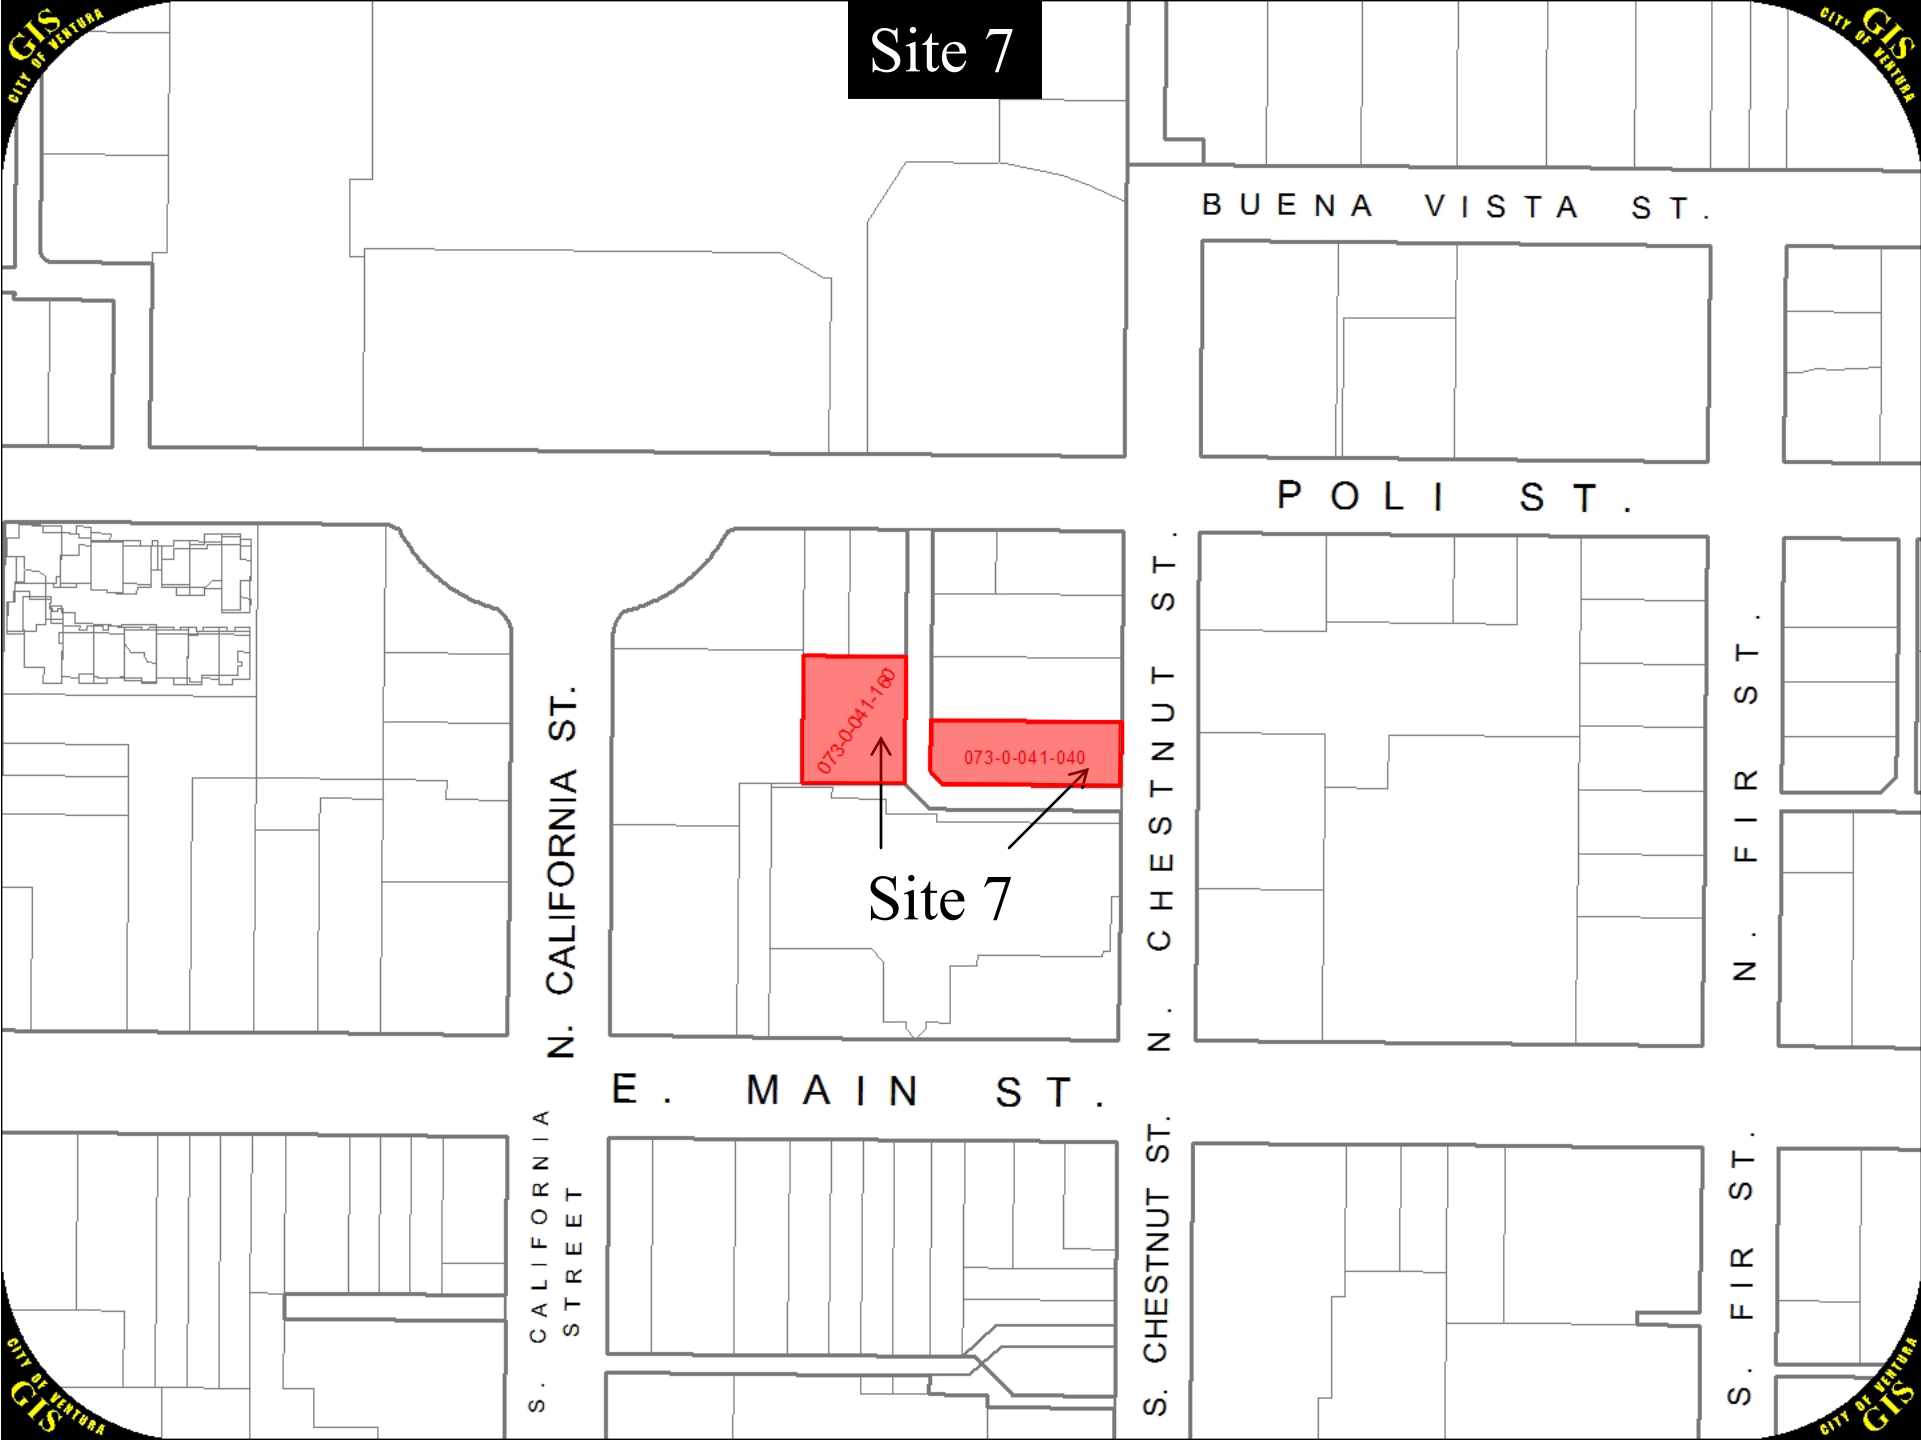 GIS
CITY OF VENTURA
Site 7
GIS
CITY OF VENTURA
BUENA VISTA ST.
POLI ST.
N. CALIFORNIA ST.
073-0-041-160
073-0-041-040
Site 7
N. CHESTNUT ST.
N. FIR ST.
E. MAIN ST.
S. CALIFORNIA
STREET
S. CHESTNUT ST.
S. FIR ST.
CITY OF VENTURA
GIS
CITY OF VENTURA
GIS